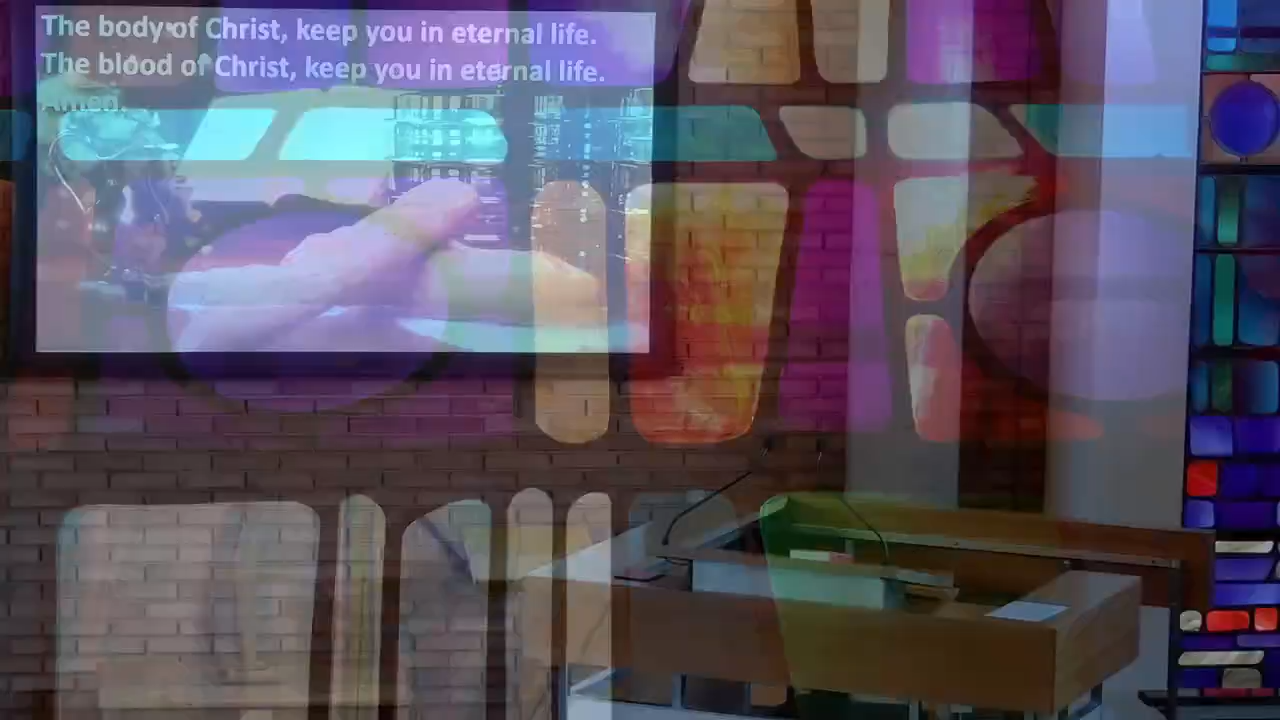 The body of Christ, keep you in eternal life.
The blood of Christ, keep you in eternal life.
Amen.